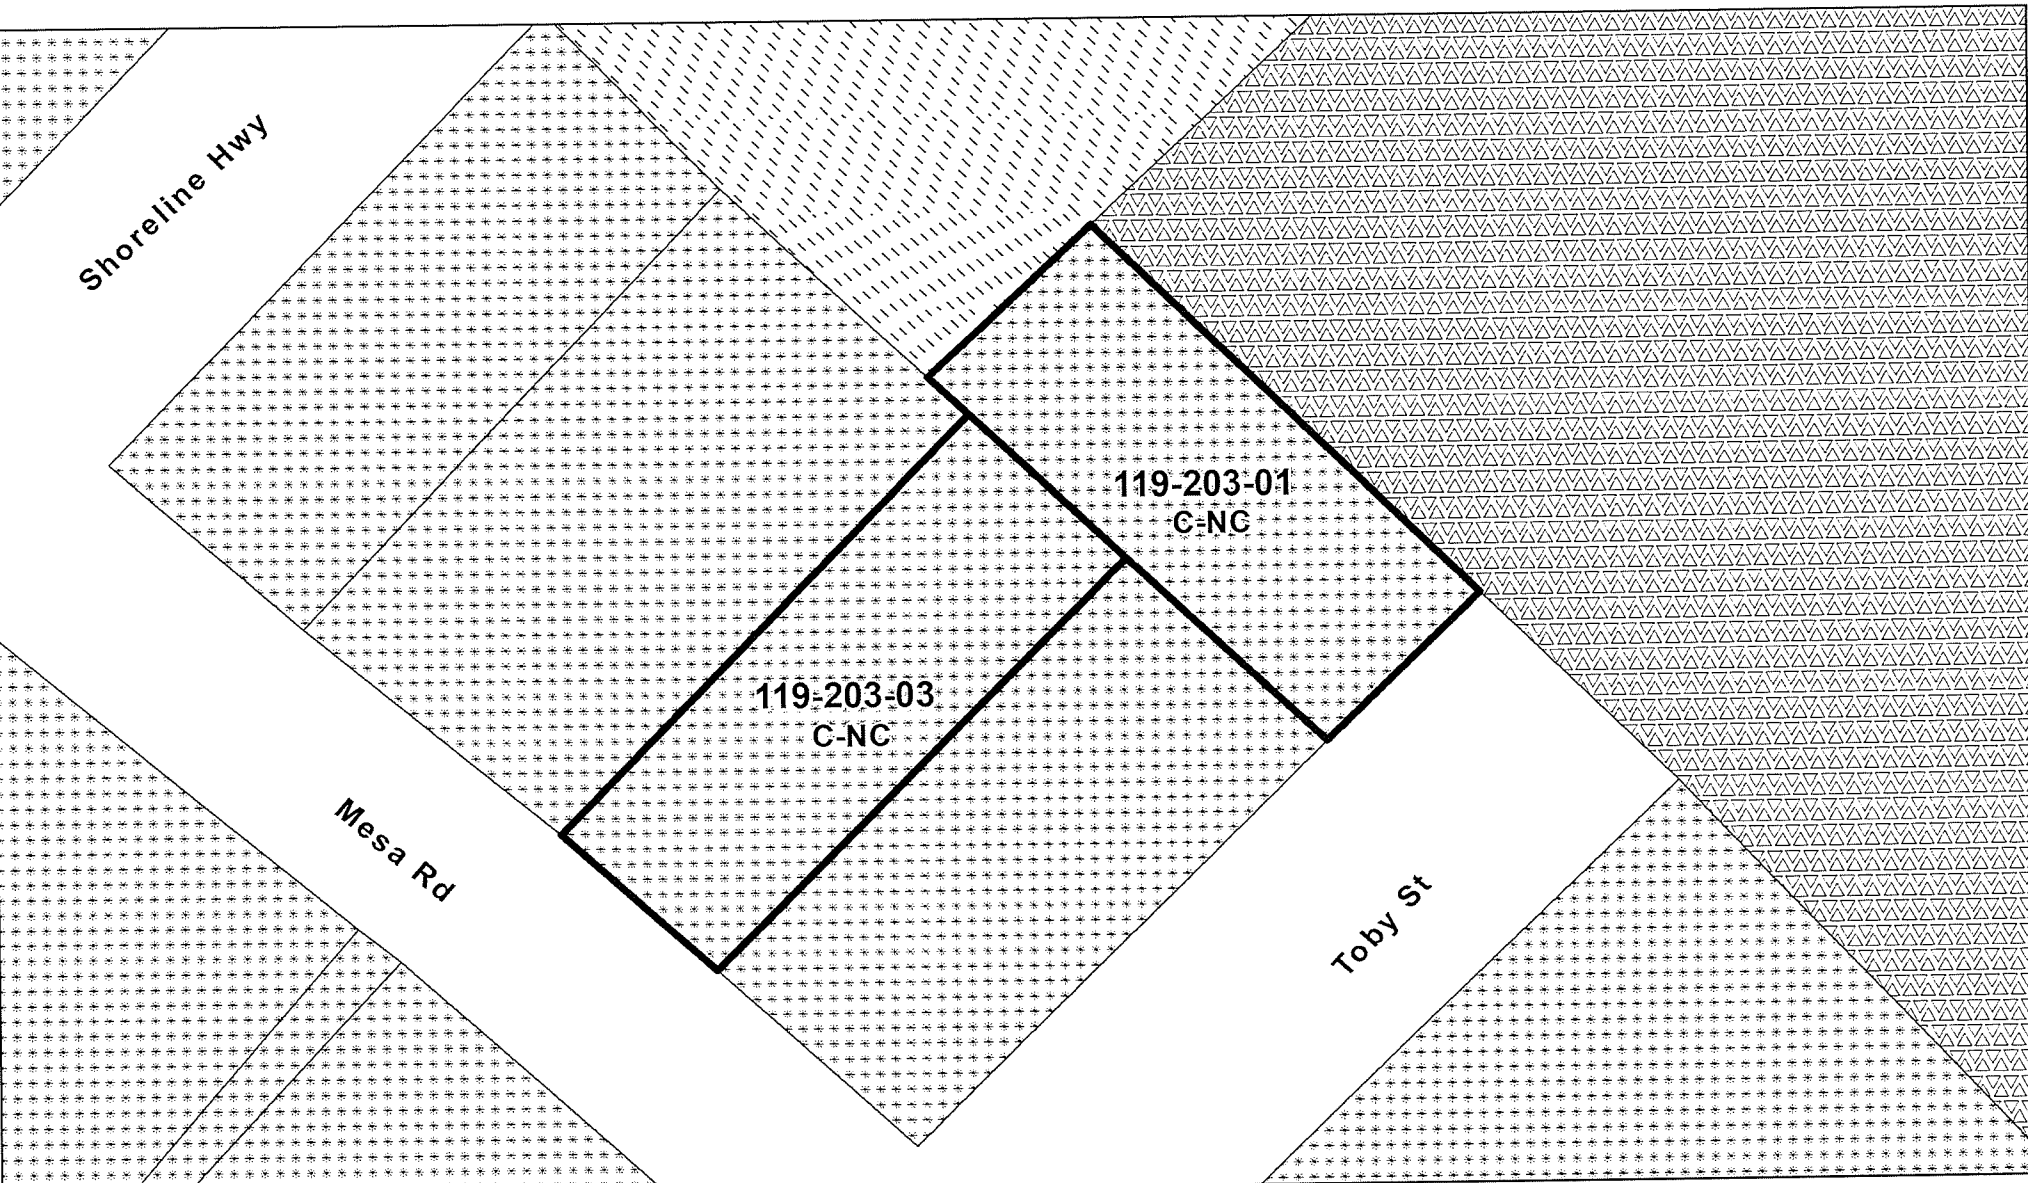 Shoreline Hwy
119-203-01
C-NC
119-203-03
C-NC
Mesa Rd
Toby St